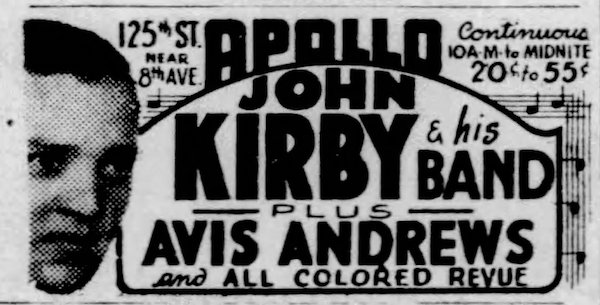 125th ST.
NEAR
8th AVE.
APOLLO
Continuous
10 A·M· to MIDNITE
20¢ to 55¢
JOHN
KIRBY & his
BAND
PLUS
AVIS ANDREWS
and ALL COLORED REVUE